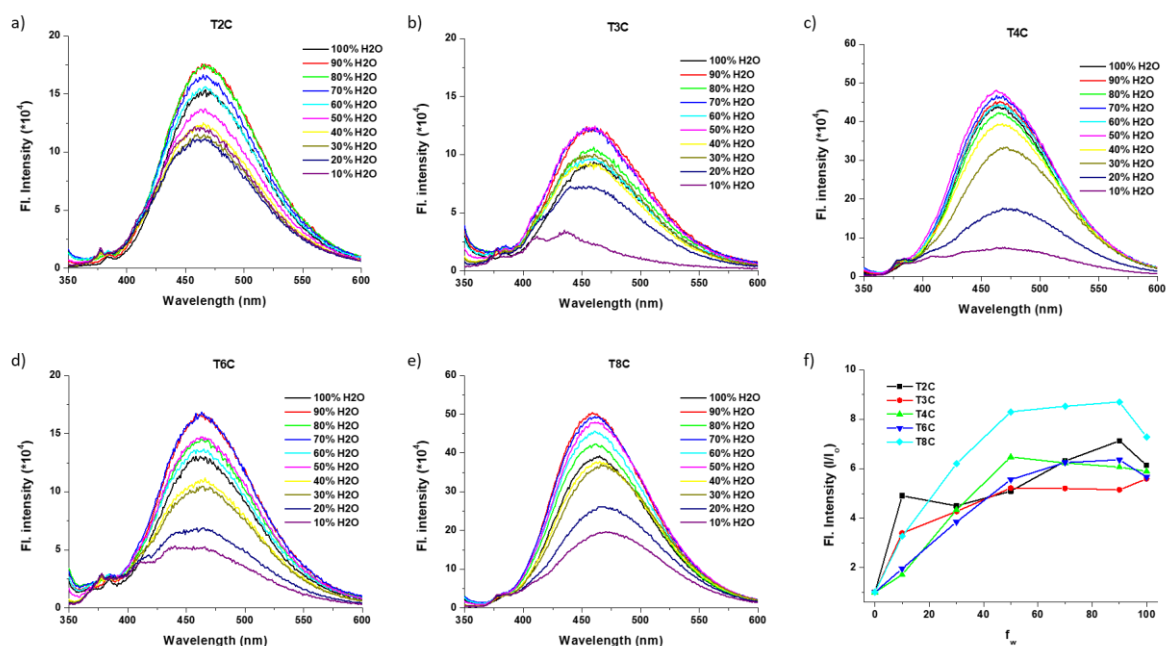 a)
T2C
Fl. Intensity (*10⁴)
20
15
10
5
0
350 400 450 500 550 600
Wavelength (nm)
100% H2O
90% H2O
80% H2O
70% H2O
60% H2O
50% H2O
40% H2O
30% H2O
20% H2O
10% H2O
b)
T3C
Fl. intensity (*10⁴)
20
15
10
5
0
350 400 450 500 550 600
Wavelength (nm)
100% H2O
90% H2O
80% H2O
70% H2O
60% H2O
50% H2O
40% H2O
30% H2O
20% H2O
10% H2O
c)
T4C
Fl. intensity (*10⁴)
60
50
40
30
20
10
0
350 400 450 500 550 600
Wavelength (nm)
100% H2O
90% H2O
80% H2O
70% H2O
60% H2O
50% H2O
40% H2O
30% H2O
20% H2O
10% H2O
d)
T6C
Fl. Intensity (*10⁴)
20
15
10
5
0
350 400 450 500 550 600
Wavelength (nm)
100% H2O
90% H2O
80% H2O
70% H2O
60% H2O
50% H2O
40% H2O
30% H2O
20% H2O
10% H2O
e)
T8C
Fl. Intensity (*10⁴)
60
50
40
30
20
10
0
350 400 450 500 550 600
Wavelength (nm)
100% H2O
90% H2O
80% H2O
70% H2O
60% H2O
50% H2O
40% H2O
30% H2O
20% H2O
10% H2O
f)
Fl. Intensity (I/I₀)
10
8
6
4
2
0 20 40 60 80 100
f_w
T2C
T3C
T4C
T6C
T8C